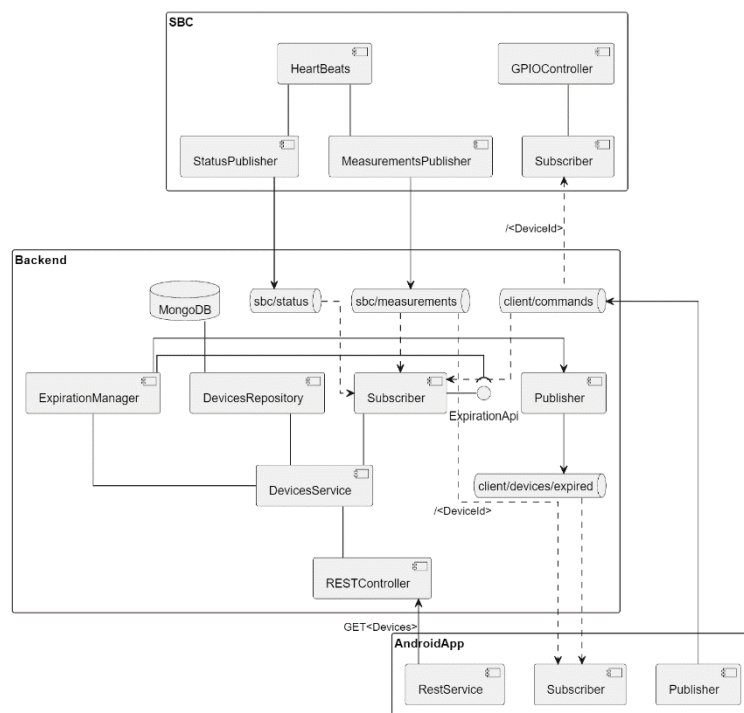 SBC
HeartBeats
GPIOController
StatusPublisher
MeasurementsPublisher
Subscriber
/<DeviceId>
Backend
MongoDB
sbc/status
sbc/measurements
client/commands
ExpirationManager
DevicesRepository
Subscriber
ExpirationApi
Publisher
DevicesService
client/devices/expired
/<DeviceId>
RESTController
GET<Devices>
AndroidApp
RestService
Subscriber
Publisher